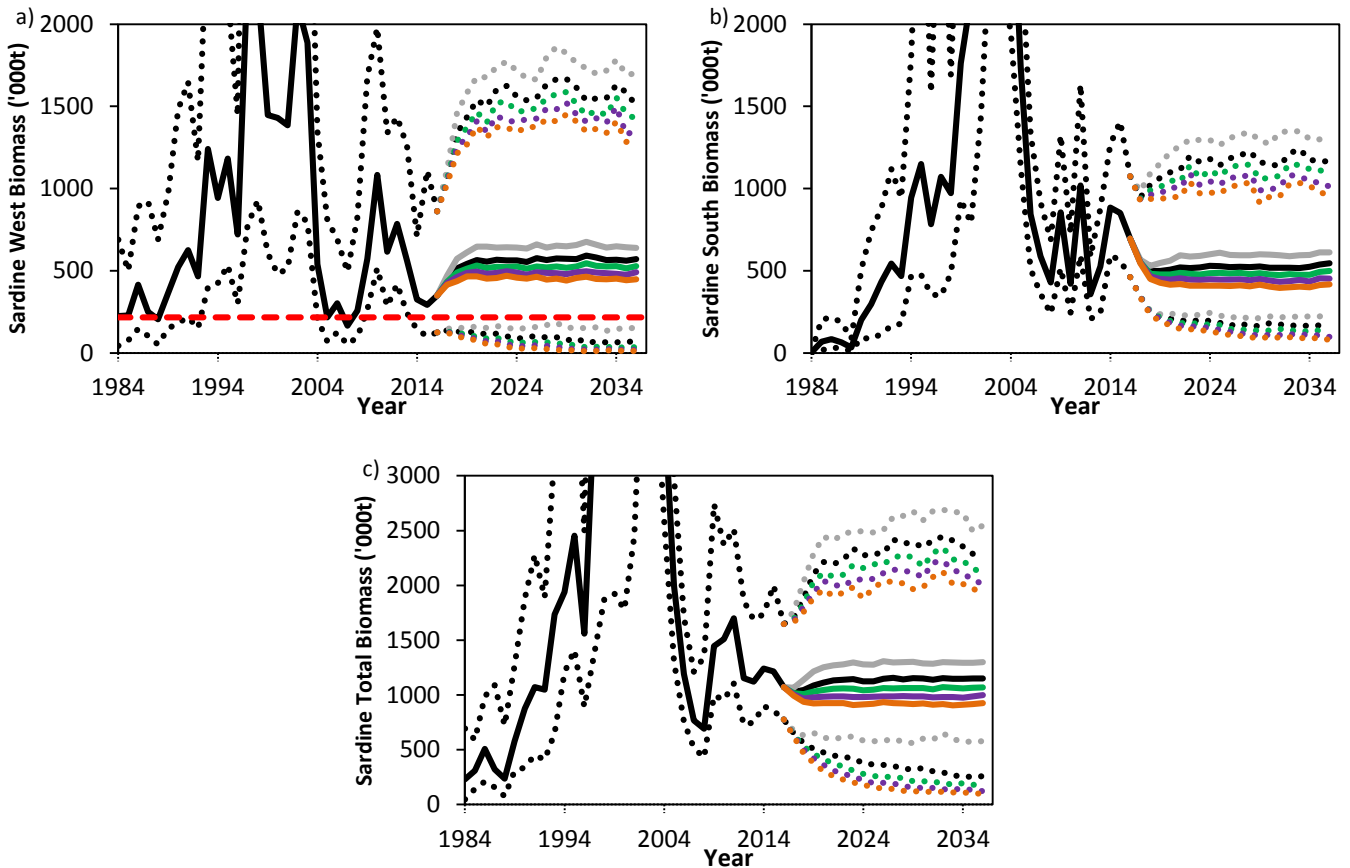 a)
Sardine West Biomass ('000t)
2000
1500
1000
500
0
1984 1994 2004 2014 2024 2034
Year
b)
Sardine South Biomass ('000t)
2000
1500
1000
500
0
1984 1994 2004 2014 2024 2034
Year
c)
Sardine Total Biomass ('000t)
3000
2500
2000
1500
1000
500
0
1984 1994 2004 2014 2024 2034
Year